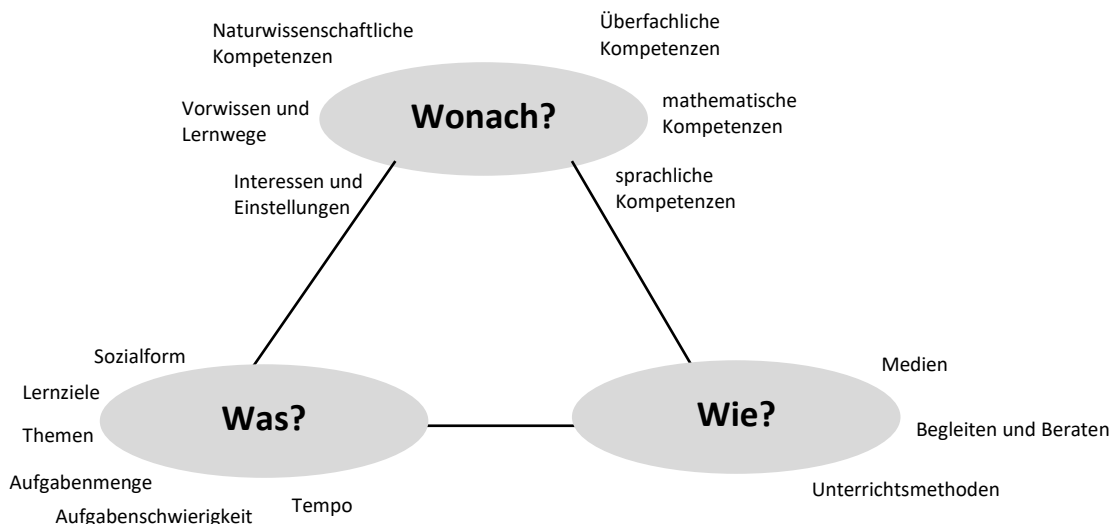 Naturwissenschaftliche
Kompetenzen
Überfachliche
Kompetenzen
Vorwissen und
Lernwege
Wonach?
mathematische
Kompetenzen
Interessen und
Einstellungen
sprachliche
Kompetenzen
Sozialform
Lernziele
Themen
Was?
Aufgabenmenge
Aufgabenschwierigkeit
Tempo
Wie?
Medien
Begleiten und Beraten
Unterrichtsmethoden